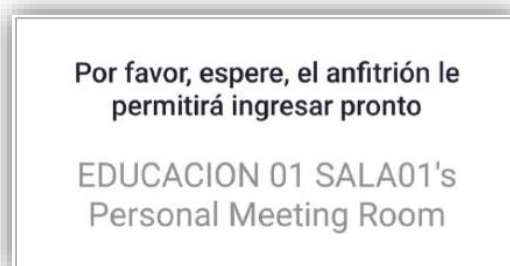 Por favor, espere, el anfitrión le
permitirá ingresar pronto
EDUCACION 01 SALA01's
Personal Meeting Room